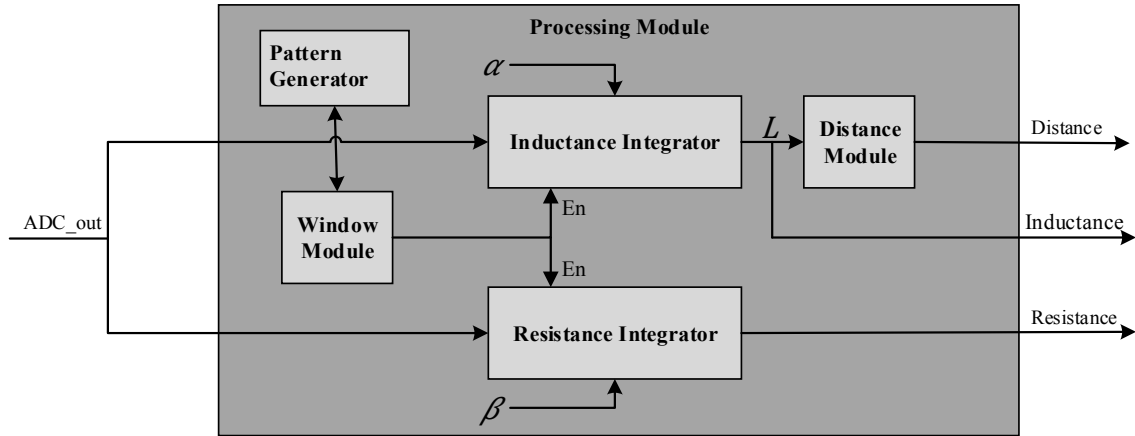 Processing Module
Pattern
Generator
α
Inductance Integrator
L
Distance
Module
Distance
ADC_out
Window
Module
En
Inductance
En
Resistance Integrator
Resistance
β